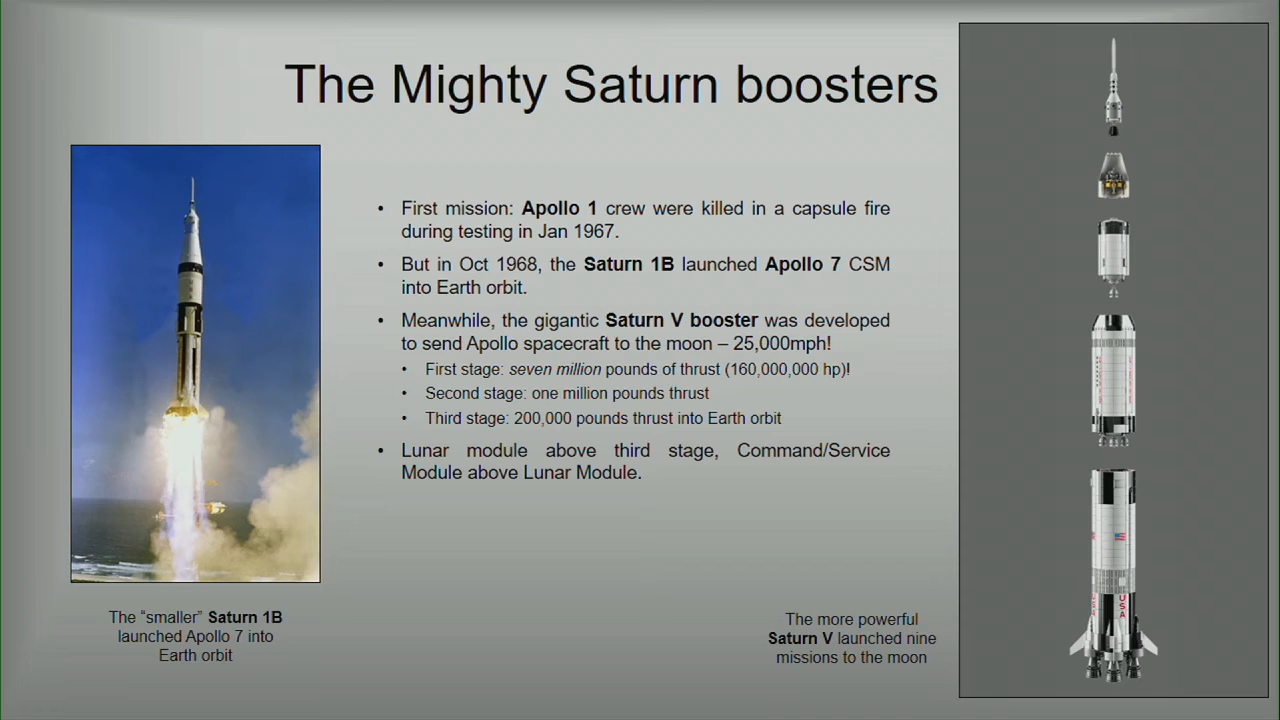 The Mighty Saturn boosters
• First mission: Apollo 1 crew were killed in a capsule fire
during testing in Jan 1967.
• But in Oct 1968, the Saturn 1B launched Apollo 7 CSM
into Earth orbit.
• Meanwhile, the gigantic Saturn V booster was developed
to send Apollo spacecraft to the moon – 25,000mph!
• First stage: seven million pounds of thrust (160,000,000 hp)!
• Second stage: one million pounds thrust
• Third stage: 200,000 pounds thrust into Earth orbit
• Lunar module above third stage, Command/Service
Module above Lunar Module.
The “smaller” Saturn 1B
launched Apollo 7 into
Earth orbit
The more powerful
Saturn V launched nine
missions to the moon
USA